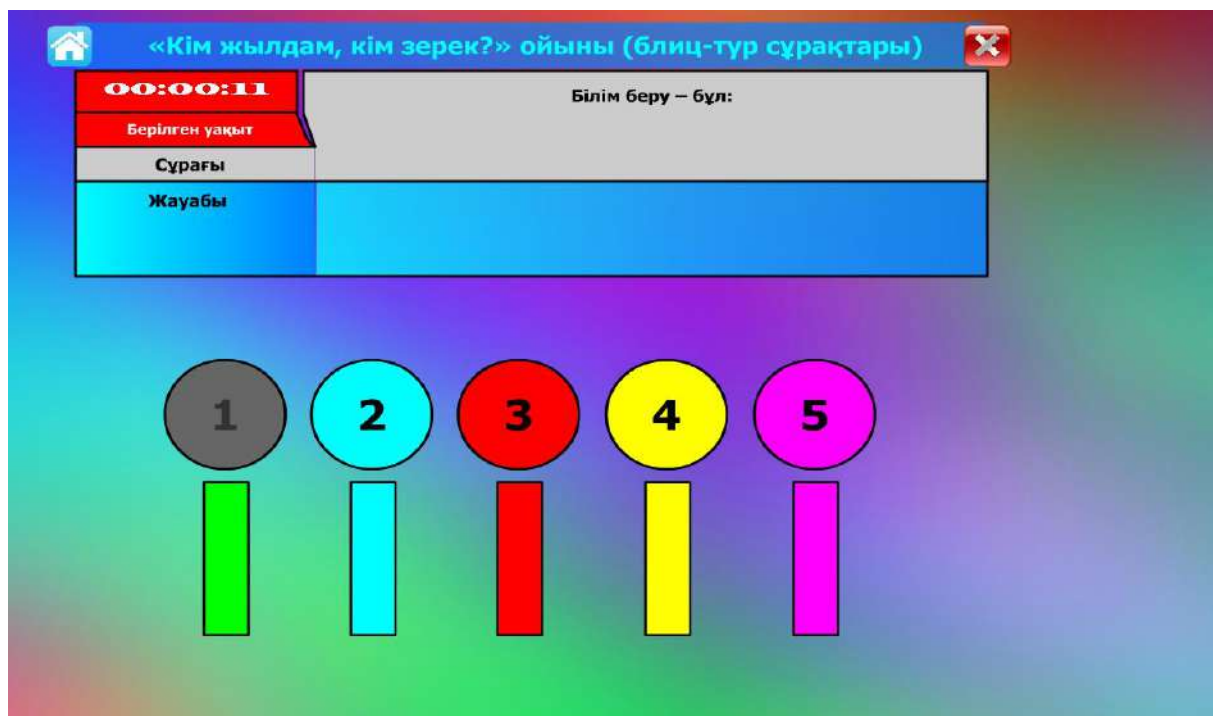 «Кім жылдам, кім зерек?» ойыны (блиц-тур сұрақтары)
00:00:11
Білім беру – бұл:
Берілген уақыт
Сұрағы
Жауабы
1 2 3 4 5